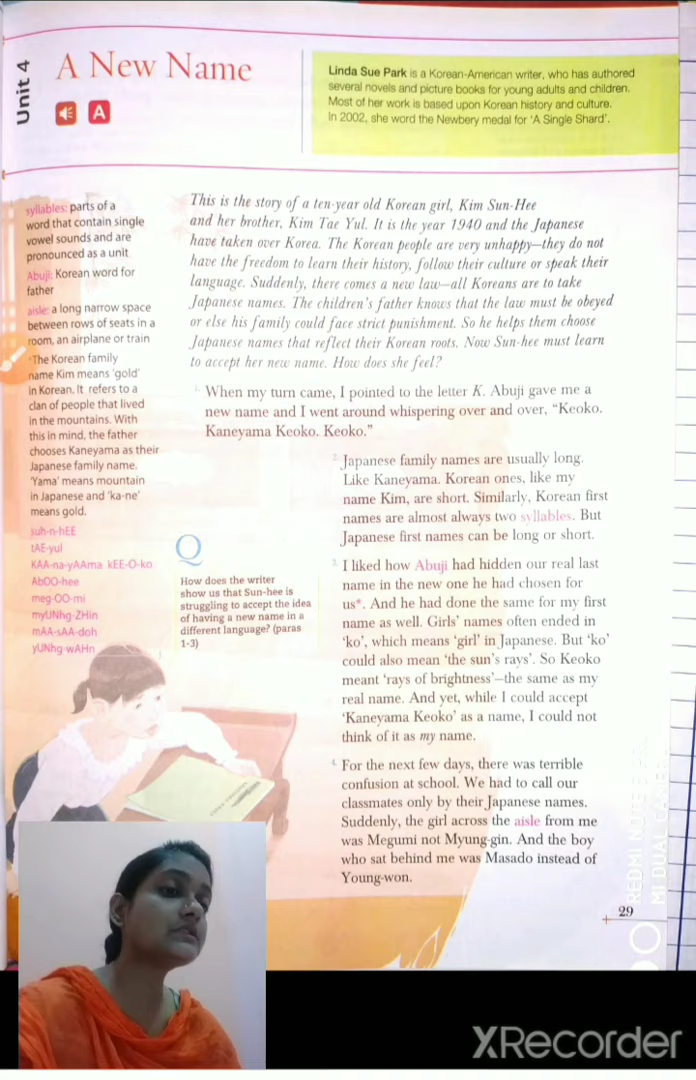 Unit 4
A New Name
A
Linda Sue Park is a Korean-American writer, who has authored
several novels and picture books for young adults and children.
Most of her work is based upon Korean history and culture.
In 2002, she word the Newbery medal for 'A Single Shard'.
syllables: parts of a
word that contain single
vowel sounds and are
pronounced as a unit
Abuji: Korean word for
father
aisle: a long narrow space
between rows of seats in a
room, an airplane or train
*The Korean family
name Kim means 'gold'
in Korean. It refers to a
clan of people that lived
in the mountains. With
this in mind, the father
chooses Kaneyama as their
Japanese family name.
'Yama' means mountain
in Japanese and 'ka-ne'
means gold.
suh-n-hEE
tAE-yul
KAA-na-yAAma kEE-O-ko
AbOO-hee
meg-OO-mi
myUNhg-ZHin
mAA-sAA-doh
yUNhg-wAHn
This is the story of a ten-year old Korean girl, Kim Sun-Hee
and her brother, Kim Tae Yul. It is the year 1940 and the Japanese
have taken over Korea. The Korean people are very unhappy—they do not
have the freedom to learn their history, follow their culture or speak their
language. Suddenly, there comes a new law—all Koreans are to take
Japanese names. The children's father knows that the law must be obeyed
or else his family could face strict punishment. So he helps them choose
Japanese names that reflect their Korean roots. Now Sun-hee must learn
to accept her new name. How does she feel?
1. When my turn came, I pointed to the letter K. Abuji gave me a
new name and I went around whispering over and over, "Keoko.
Kaneyama Keoko. Keoko."
2. Japanese family names are usually long.
Like Kaneyama. Korean ones, like my
name Kim, are short. Similarly, Korean first
names are almost always two syllables. But
Japanese first names can be long or short.
Q
How does the writer
show us that Sun-hee is
struggling to accept the idea
of having a new name in a
different language? (paras
1-3)
3. I liked how Abuji had hidden our real last
name in the new one he had chosen for
us*. And he had done the same for my first
name as well. Girls' names often ended in
'ko', which means 'girl' in Japanese. But 'ko'
could also mean 'the sun's rays'. So Keoko
meant 'rays of brightness'—the same as my
real name. And yet, while I could accept
'Kaneyama Keoko' as a name, I could not
think of it as my name.
4. For the next few days, there was terrible
confusion at school. We had to call our
classmates only by their Japanese names.
Suddenly, the girl across the aisle from me
was Megumi not Myung-gin. And the boy
who sat behind me was Masado instead of
Young-won.
29
REDMI NOTE
MI DUAL CAMERA
XRecorder